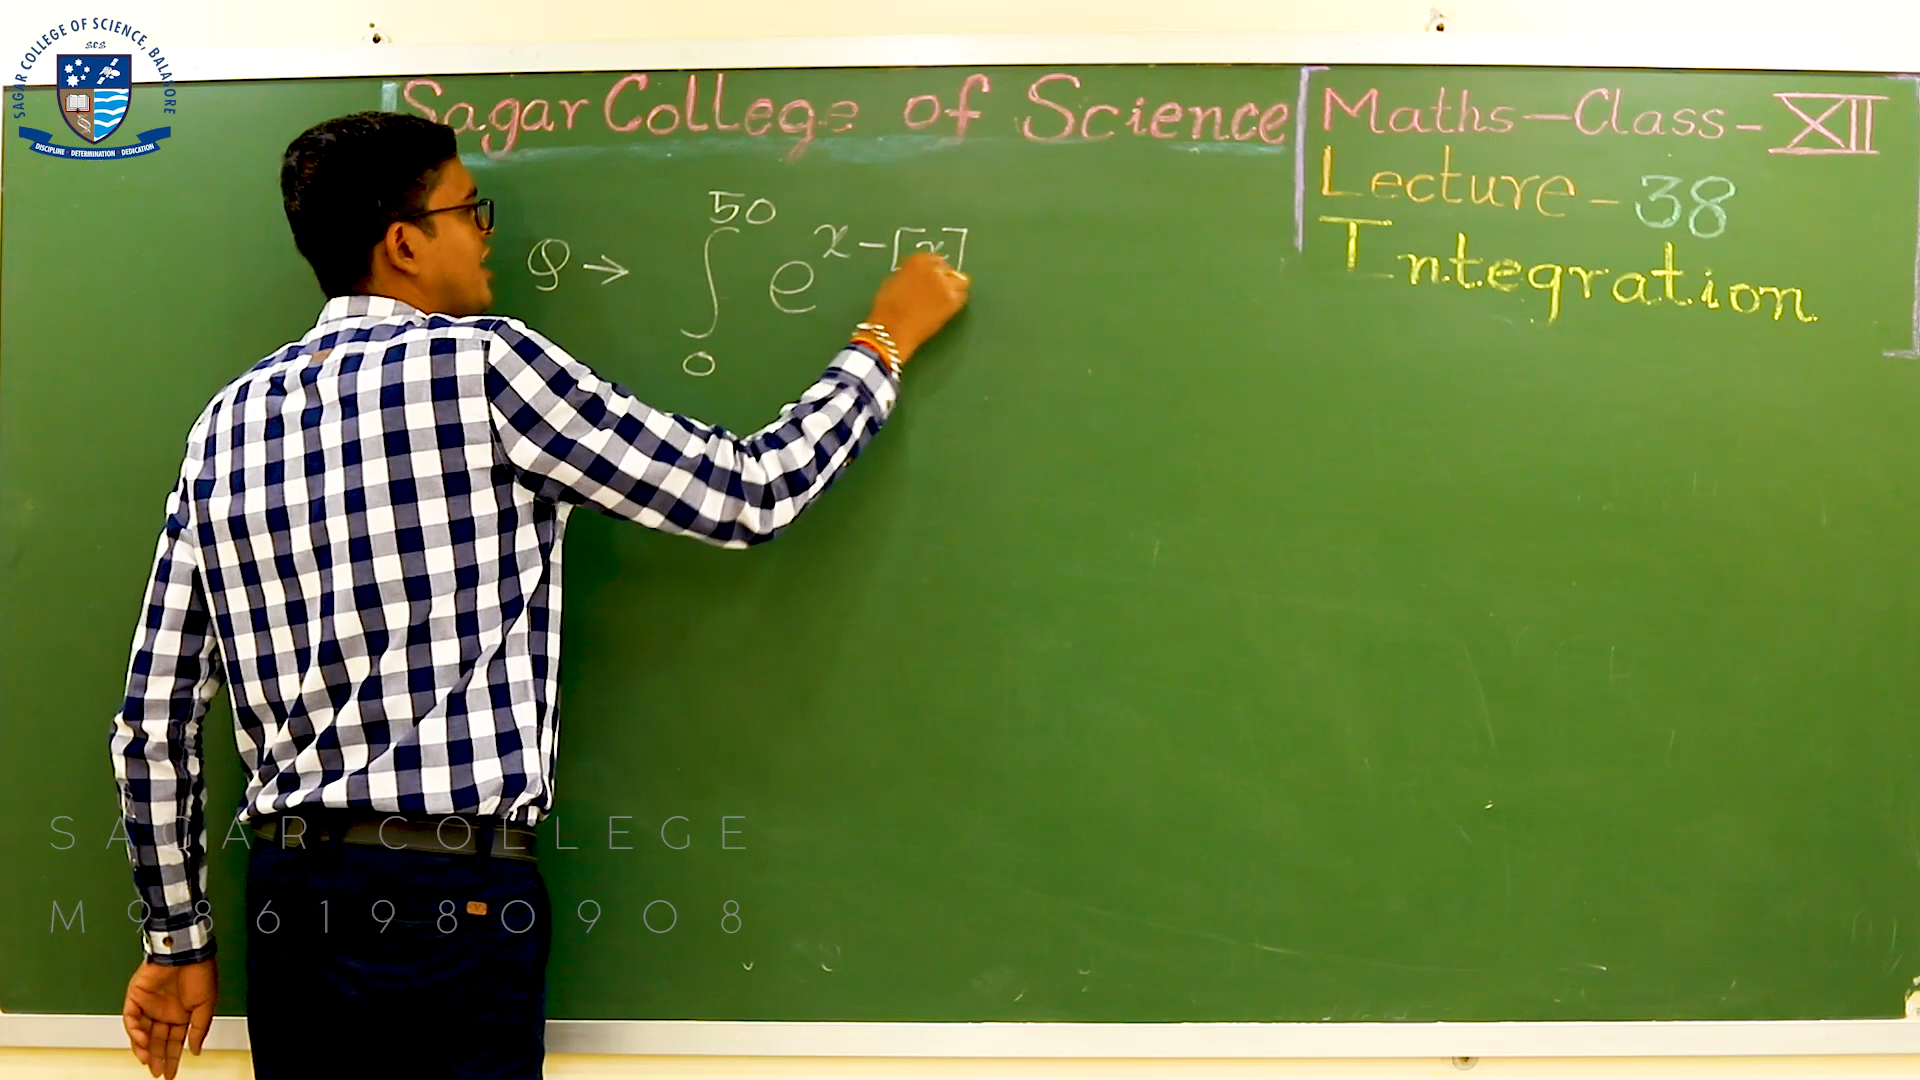 SAGAR COLLEGE OF SCIENCE, BALASORE
SCS
DISCIPLINE DETERMINATION DEDICATION
Sagar College of Science
Maths-Class-XII
Lecture-38
Integration
Q→ ∫₀⁵⁰ e^{x-[x]}
SAGAR COLLEGE
M9861980908